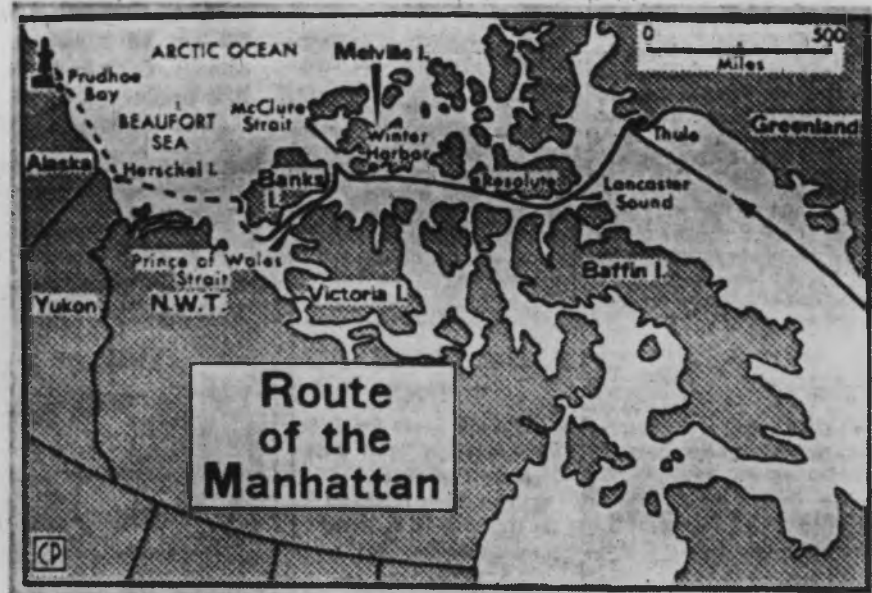 ARCTIC OCEAN
Melville I.
0 500
Miles
Prudhoe
Bay
BEAUFORT
SEA
McClure
Strait
Winter
Harbor
Thule
Greenland
Alaska
Herschel I.
Banks
I.
Resolute
Lancaster
Sound
Prince of Wales
Strait
Baffin I.
Yukon
N.W.T.
Victoria I.
Route
of the
Manhattan
CP